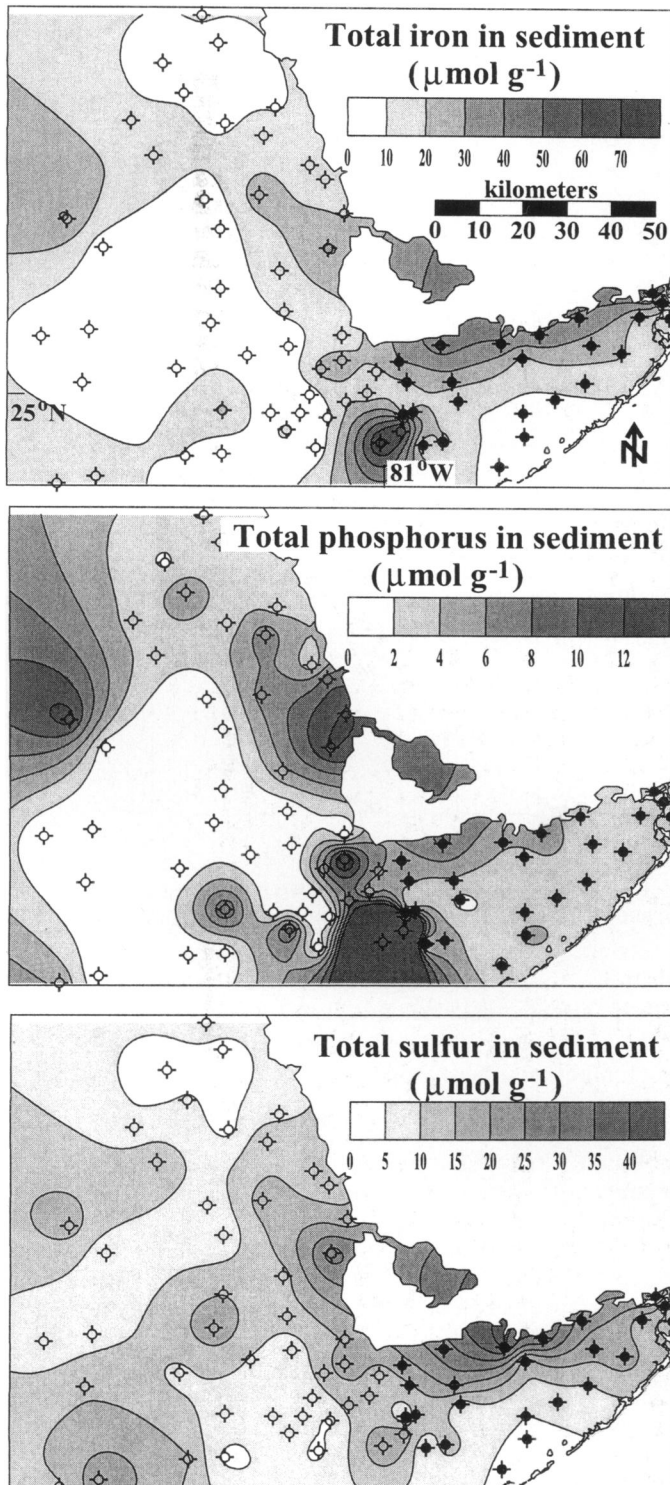 Total iron in sediment
(μmol g-1)
0 10 20 30 40 50 60 70
kilometers
0 10 20 30 40 50
25°N
81°W
N
Total phosphorus in sediment
(μmol g-1)
0 2 4 6 8 10 12
Total sulfur in sediment
(μmol g-1)
0 5 10 15 20 25 30 35 40